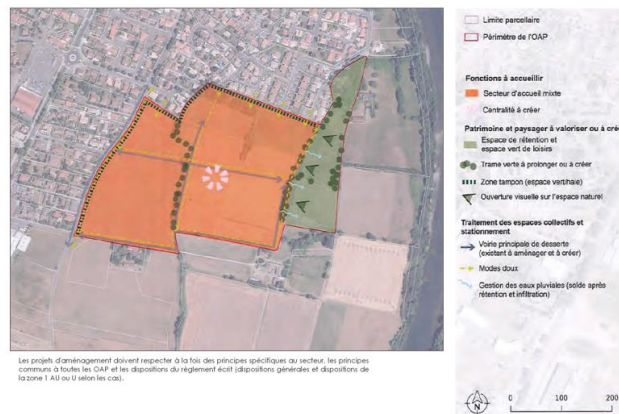 Limite parcellaire
Périmètre de l'OAP
Fonctions à accueillir
Secteur d'accueil mixte
Centralité à créer
Patrimoine et paysager à valoriser ou à cré
Espace de rétention et
espace vert de loisirs
Trame verte à prolonger ou à créer
Zone tampon (espace vert/haie)
Ouverture visuelle sur l'espace naturel
Traitement des espaces collectifs et
stationnement
Voirie principale de desserte
(existant à aménager et à créer)
Modes doux
Gestion des eaux pluviales (solde après
rétention et infiltration)
N
0 100 200
Les projets d'aménagement doivent respecter à la fois des principes spécifiques au secteur, les principes
communs à toutes les OAP et les dispositions du règlement écrit (dispositions générales et dispositions de
la zone 1 AU ou U selon les cas).